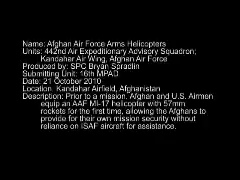 Name: Afghan Air Force Arms Helicopters
Units: 442nd Air Expeditionary Advisory Squadron;
Kandahar Air Wing, Afghan Air Force
Produced by: SPC Bryan Spradlin
Submitting Unit: 16th MPAD
Date: 21 October 2010
Location: Kandahar Airfield, Afghanistan
Description: Prior to a mission, Afghan and U.S. Airmen
equip an AAF MI-17 helicopter with 57mm
rockets for the first time, allowing the Afghans to
provide for their own mission security without
reliance on ISAF aircraft for assistance.